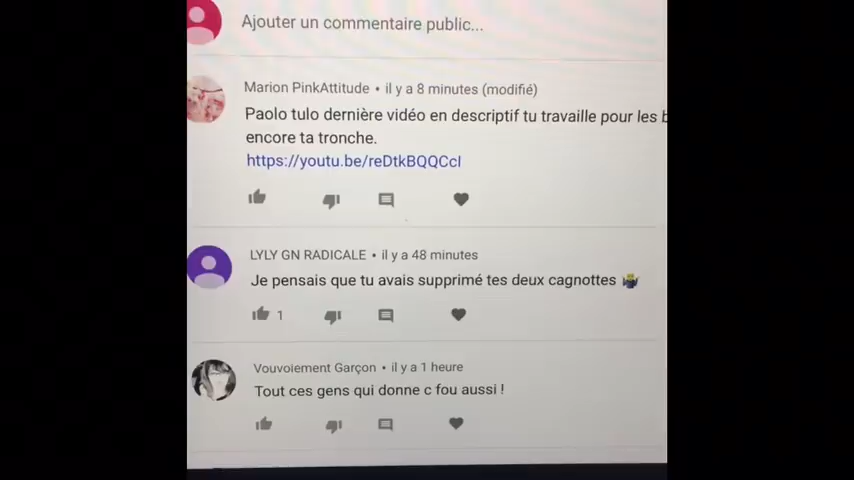 Ajouter un commentaire public...
Marion PinkAttitude • il y a 8 minutes (modifié)
Paolo tulo dernière vidéo en descriptif tu travaille pour les
encore ta tronche.
https://youtu.be/reDtkBQQCcI
LYLY GN RADICALE • il y a 48 minutes
Je pensais que tu avais supprimé tes deux cagnottes 🤷
1
Vouvoiement Garçon • il y a 1 heure
Tout ces gens qui donne c fou aussi !